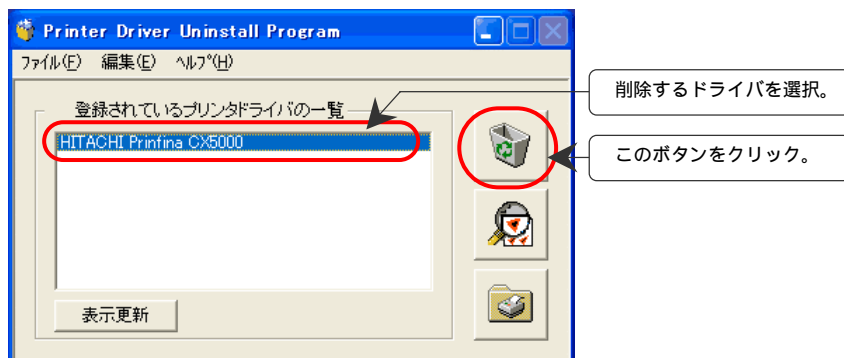 Printer Driver Uninstall Program
ﾌｧｲﾙ(F) 編集(E) ﾍﾙﾌﾟ(H)
登録されているプリンタドライバの一覧
HITACHI Printina CX5000
表示更新
削除するドライバを選択。
このボタンをクリック。